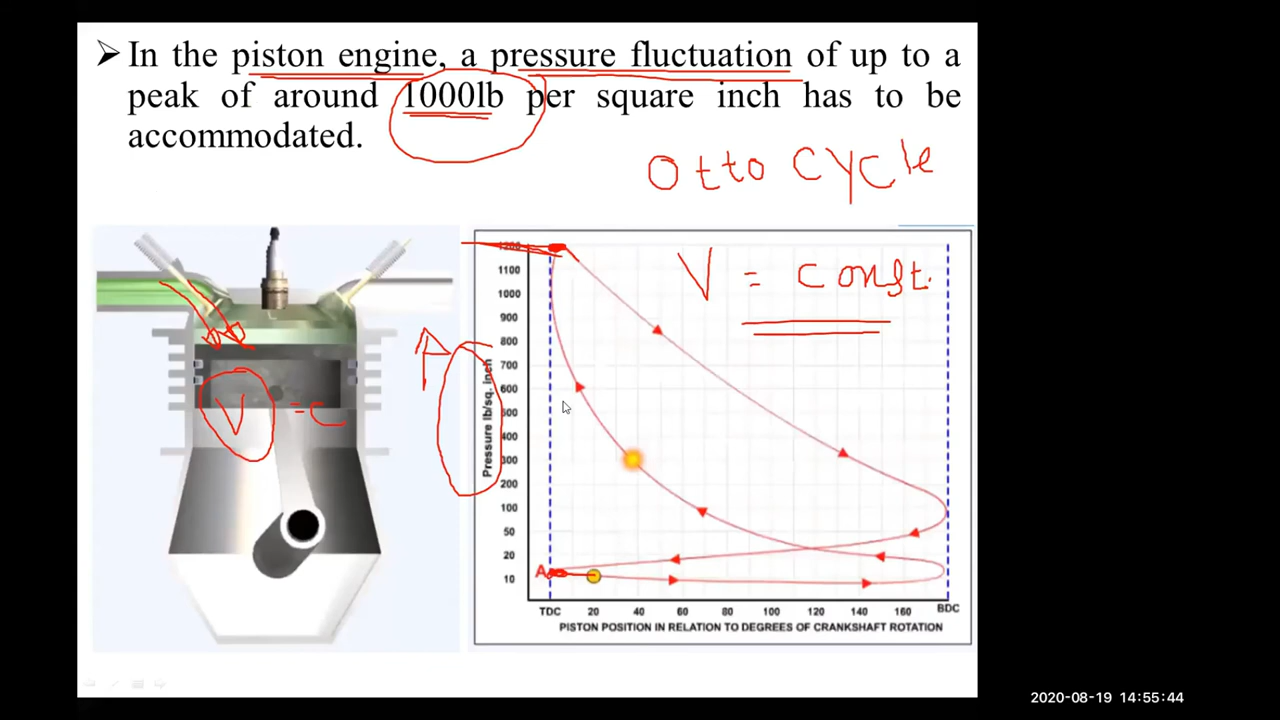 ➢ In the piston engine, a pressure fluctuation of up to a
peak of around 1000lb per square inch has to be
accommodated.
Otto CYCle
V = const.
V = C
P
Pressure lb/sq. inch
1200
1100
1000
900
800
700
600
500
400
300
200
100
50
20
10
A
TDC 20 40 60 80 100 120 140 160 BDC
PISTON POSITION IN RELATION TO DEGREES OF CRANKSHAFT ROTATION
2020-08-19 14:55:44